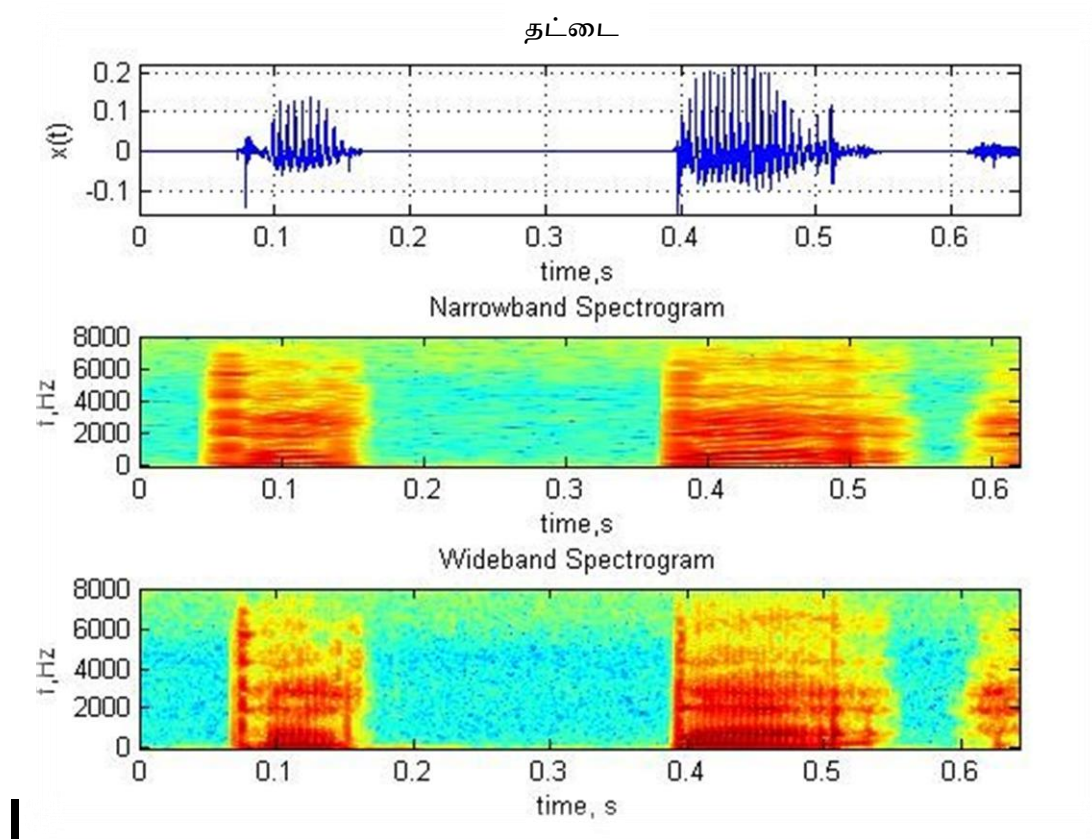 தட்டை
0.2
0.1
0
-0.1
x(t)
0 0.1 0.2 0.3 0.4 0.5 0.6
time,s
Narrowband Spectrogram
8000
6000
4000
2000
0
f,Hz
0 0.1 0.2 0.3 0.4 0.5 0.6
time,s
Wideband Spectrogram
8000
6000
4000
2000
0
f,Hz
0 0.1 0.2 0.3 0.4 0.5 0.6
time, s